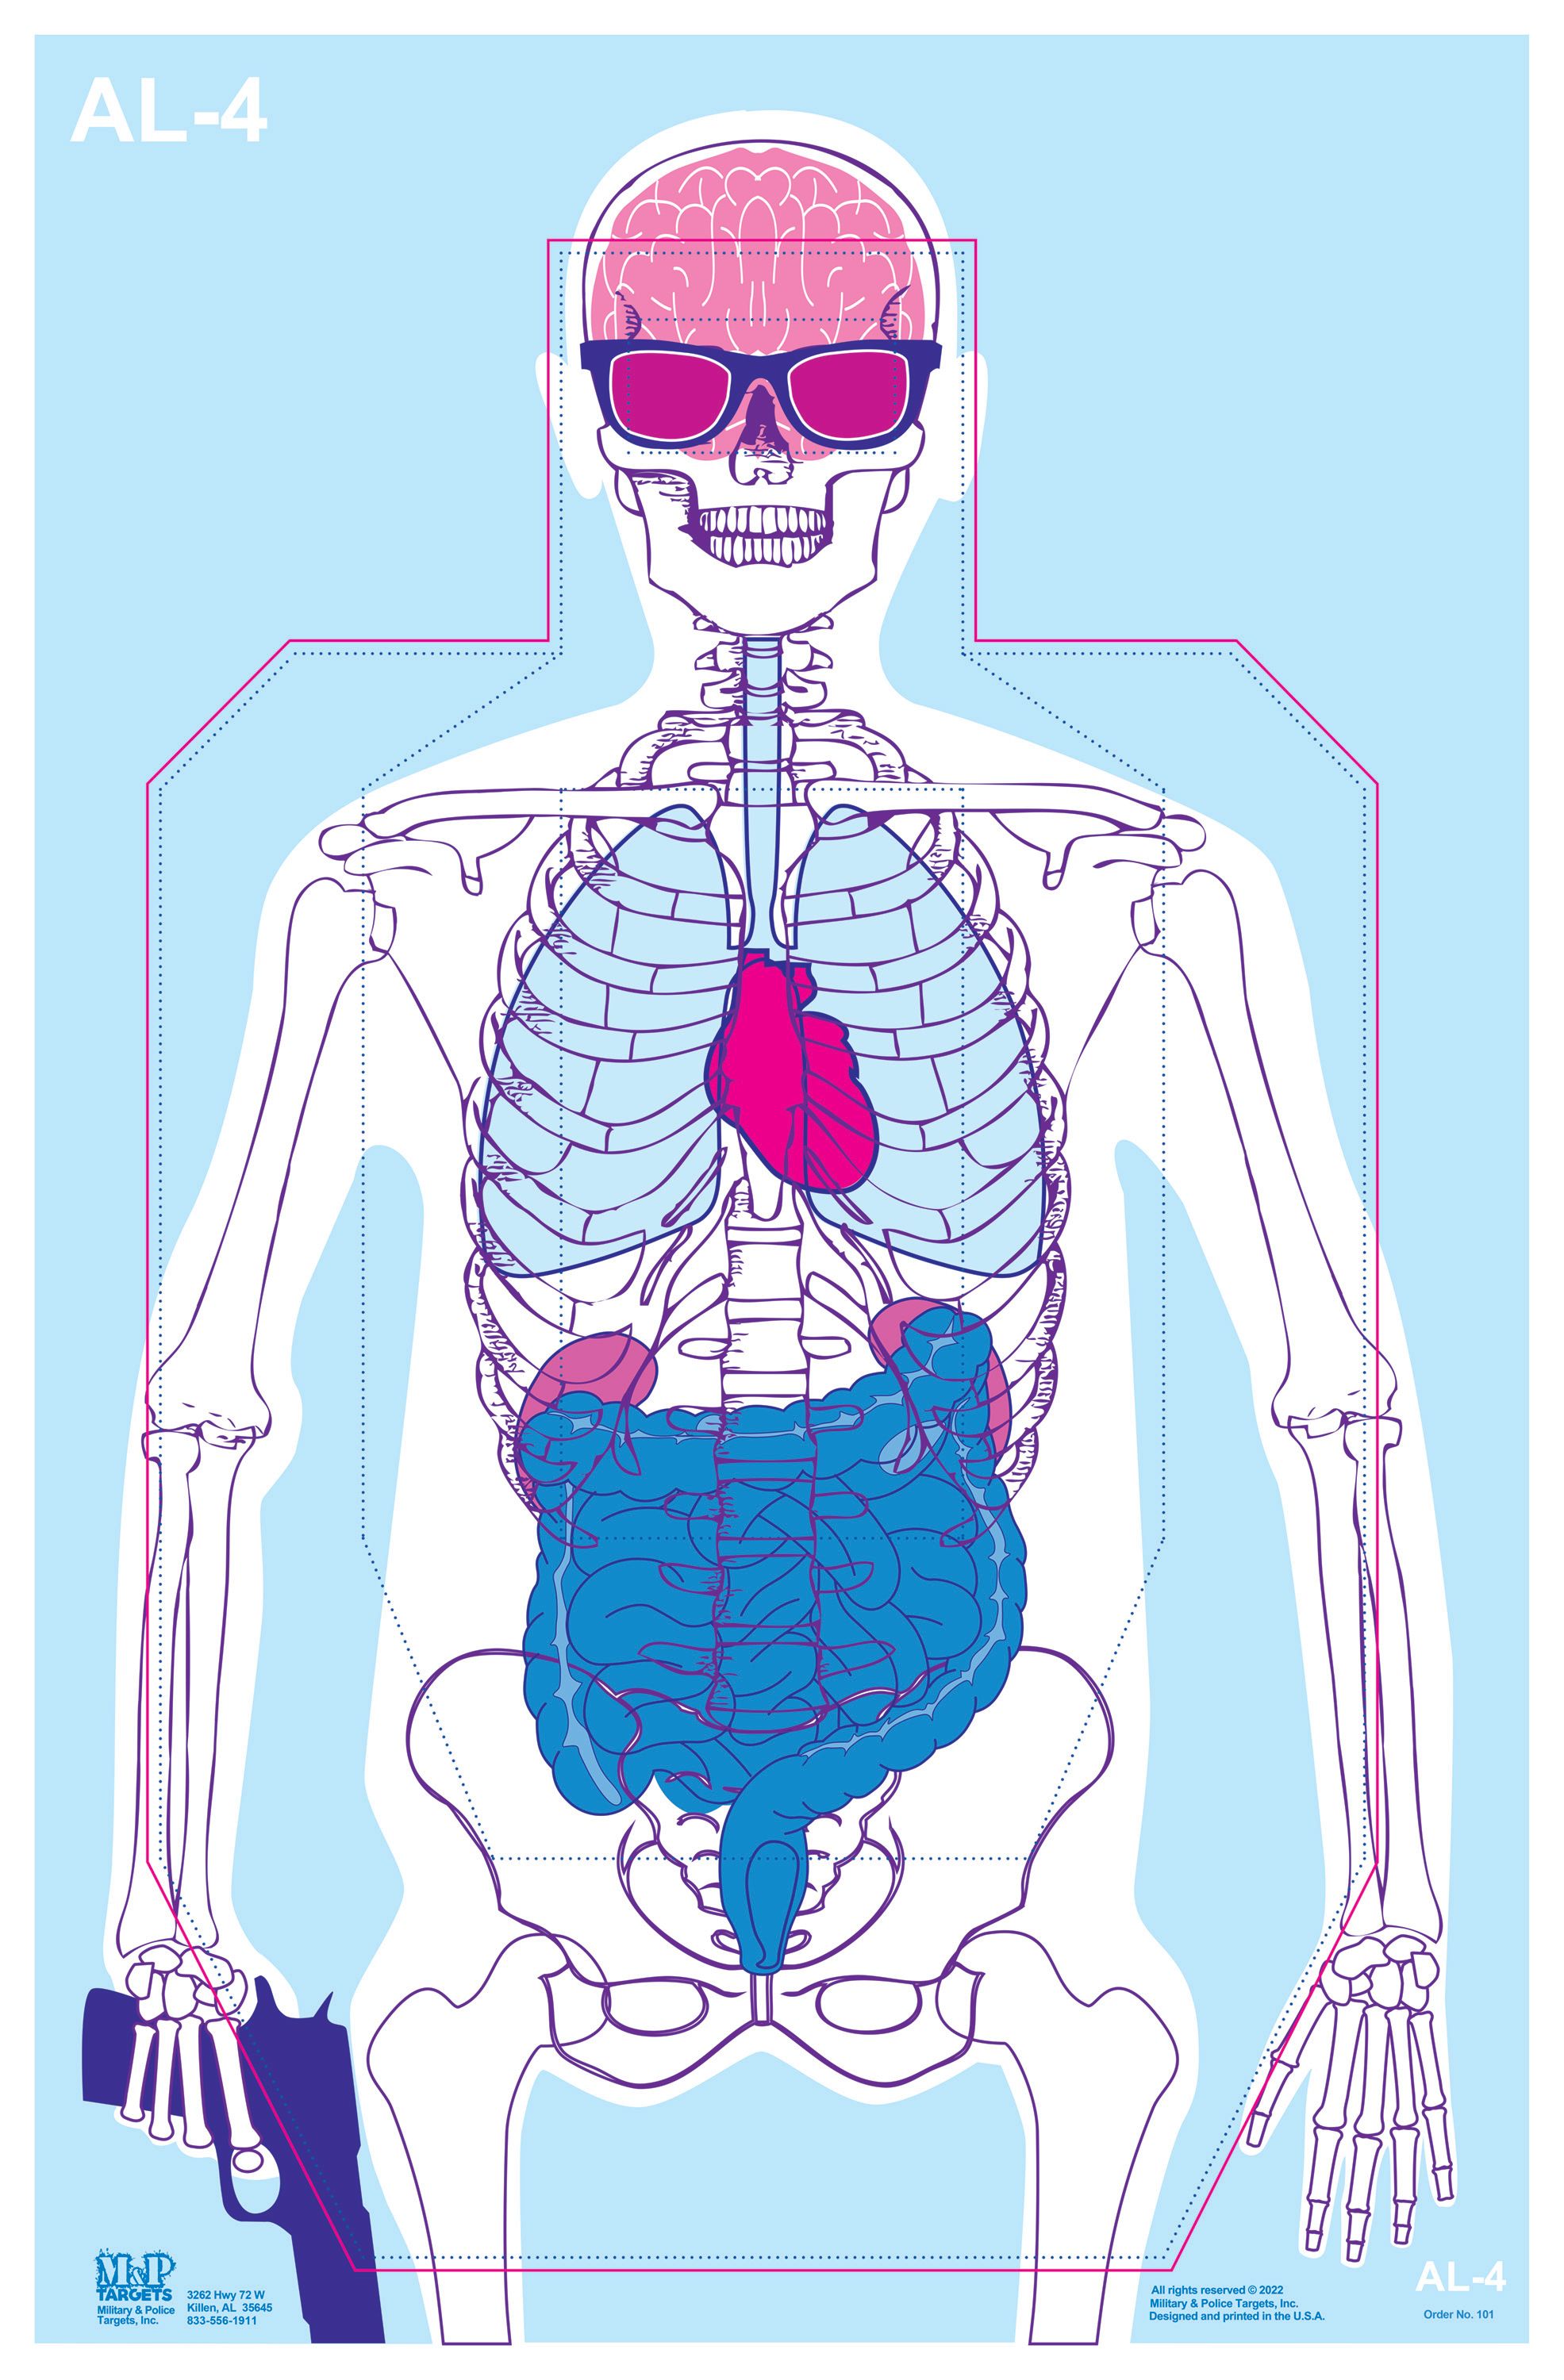 AL-4
M&P
TARGETS
Military & Police
Targets, Inc.
3262 Hwy 72 W
Killen, AL 35645
833-556-1911
All rights reserved © 2022
Military & Police Targets, Inc.
Designed and printed in the U.S.A.
AL-4
Order No. 101